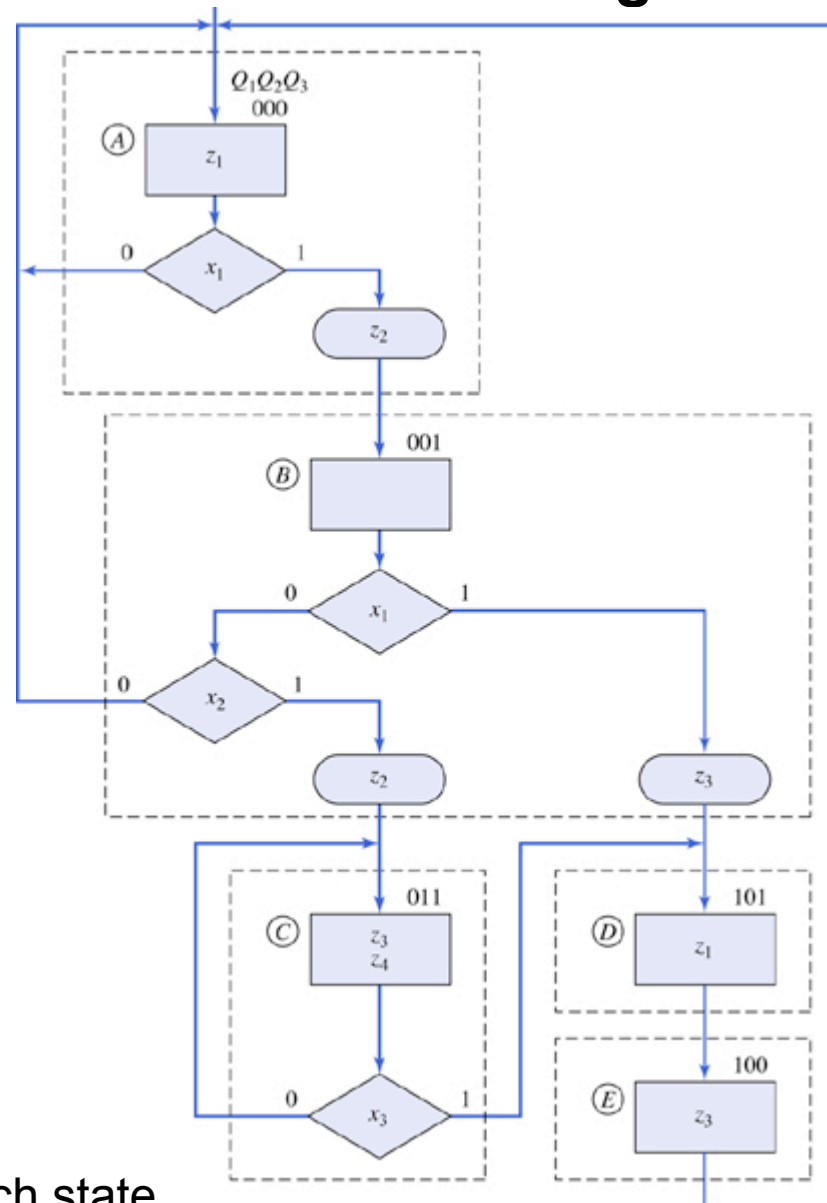 g
Q₁Q₂Q₃
000
A
z₁
0
x₁
1
z₂
001
B
0
x₁
1
0
x₂
1
z₂
z₃
011
C
z₃
z₄
101
D
z₁
0
x₃
1
100
E
z₃
ch state